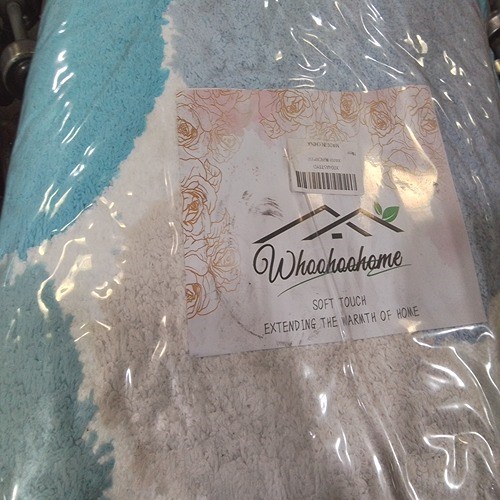 Whoohoohome
SOFT TOUCH
EXTENDING THE WARMTH OF HOME